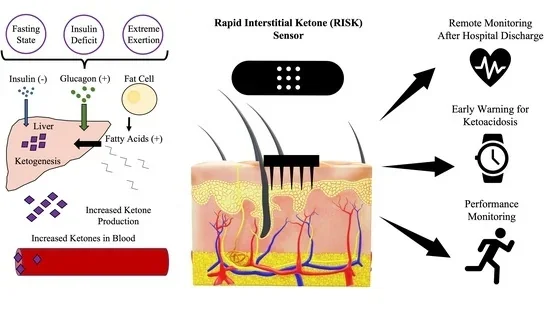 Fasting
State
Insulin
Deficit
Extreme
Exertion
Insulin (-)
Glucagon (+)
Fat Cell
Liver
Ketogenesis
Fatty Acids (+)
Increased Ketone
Production
Increased Ketones in Blood
Rapid Interstitial Ketone (RISK)
Sensor
Remote Monitoring
After Hospital Discharge
Early Warning for
Ketoacidosis
Performance
Monitoring